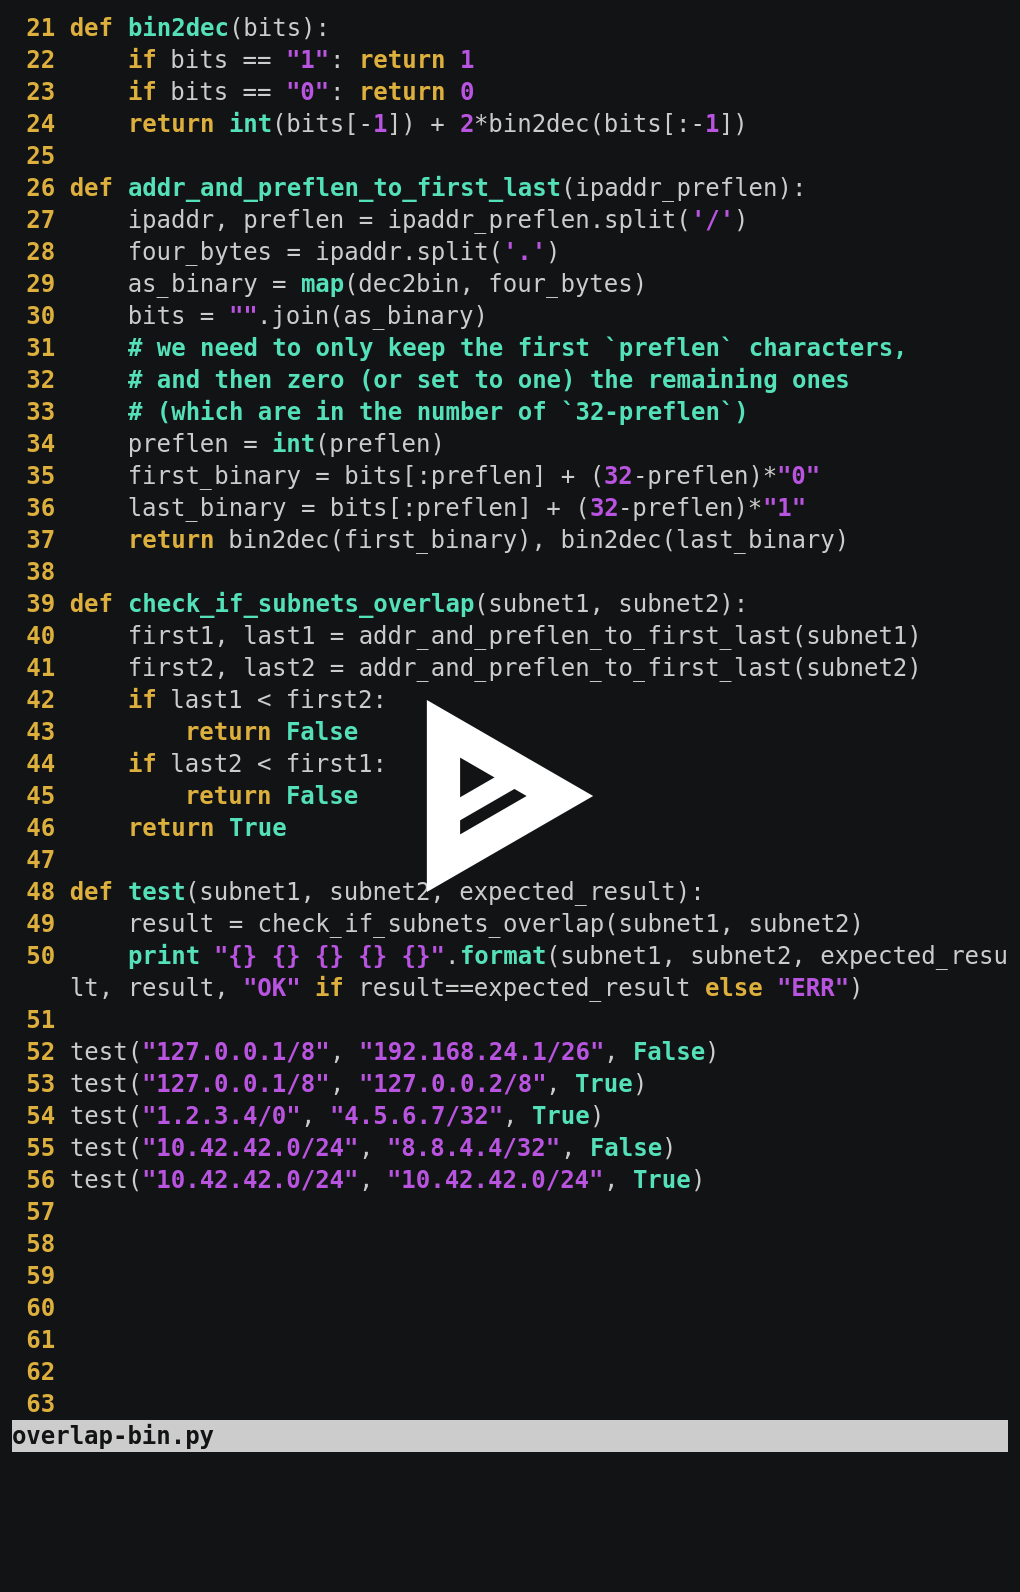 21 def bin2dec(bits):
22     if bits == "1": return 1
23     if bits == "0": return 0
24     return int(bits[-1]) + 2*bin2dec(bits[:-1])
25
26 def addr_and_preflen_to_first_last(ipaddr_preflen):
27     ipaddr, preflen = ipaddr_preflen.split('/')
28     four_bytes = ipaddr.split('.')
29     as_binary = map(dec2bin, four_bytes)
30     bits = "".join(as_binary)
31     # we need to only keep the first `preflen` characters,
32     # and then zero (or set to one) the remaining ones
33     # (which are in the number of `32-preflen`)
34     preflen = int(preflen)
35     first_binary = bits[:preflen] + (32-preflen)*"0"
36     last_binary = bits[:preflen] + (32-preflen)*"1"
37     return bin2dec(first_binary), bin2dec(last_binary)
38
39 def check_if_subnets_overlap(subnet1, subnet2):
40     first1, last1 = addr_and_preflen_to_first_last(subnet1)
41     first2, last2 = addr_and_preflen_to_first_last(subnet2)
42     if last1 < first2:
43         return False
44     if last2 < first1:
45         return False
46     return True
47
48 def test(subnet1, subnet2, expected_result):
49     result = check_if_subnets_overlap(subnet1, subnet2)
50     print "{} {} {} {} {}".format(subnet1, subnet2, expected_resu
   lt, result, "OK" if result==expected_result else "ERR")
51
52 test("127.0.0.1/8", "192.168.24.1/26", False)
53 test("127.0.0.1/8", "127.0.0.2/8", True)
54 test("1.2.3.4/0", "4.5.6.7/32", True)
55 test("10.42.42.0/24", "8.8.4.4/32", False)
56 test("10.42.42.0/24", "10.42.42.0/24", True)
57
58
59
60
61
62
63
overlap-bin.py